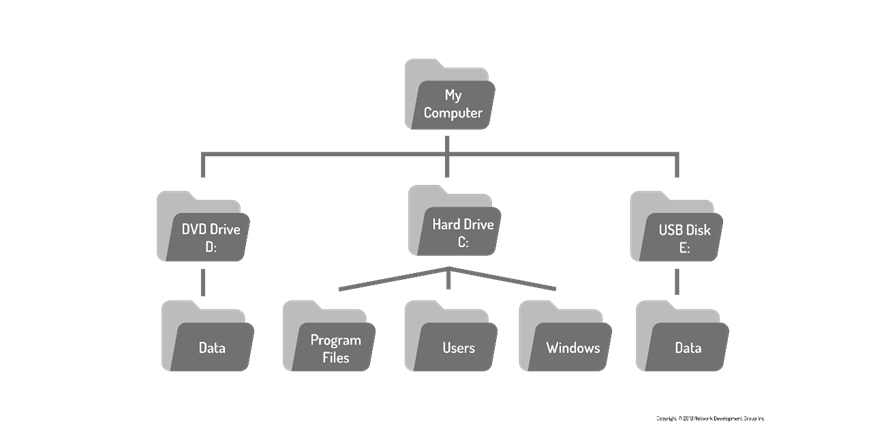 My
Computer
DVD Drive
D:
Hard Drive
C:
USB Disk
E:
Data
Program
Files
Users
Windows
Data
Copyright © 2018 Network Development Group Inc.